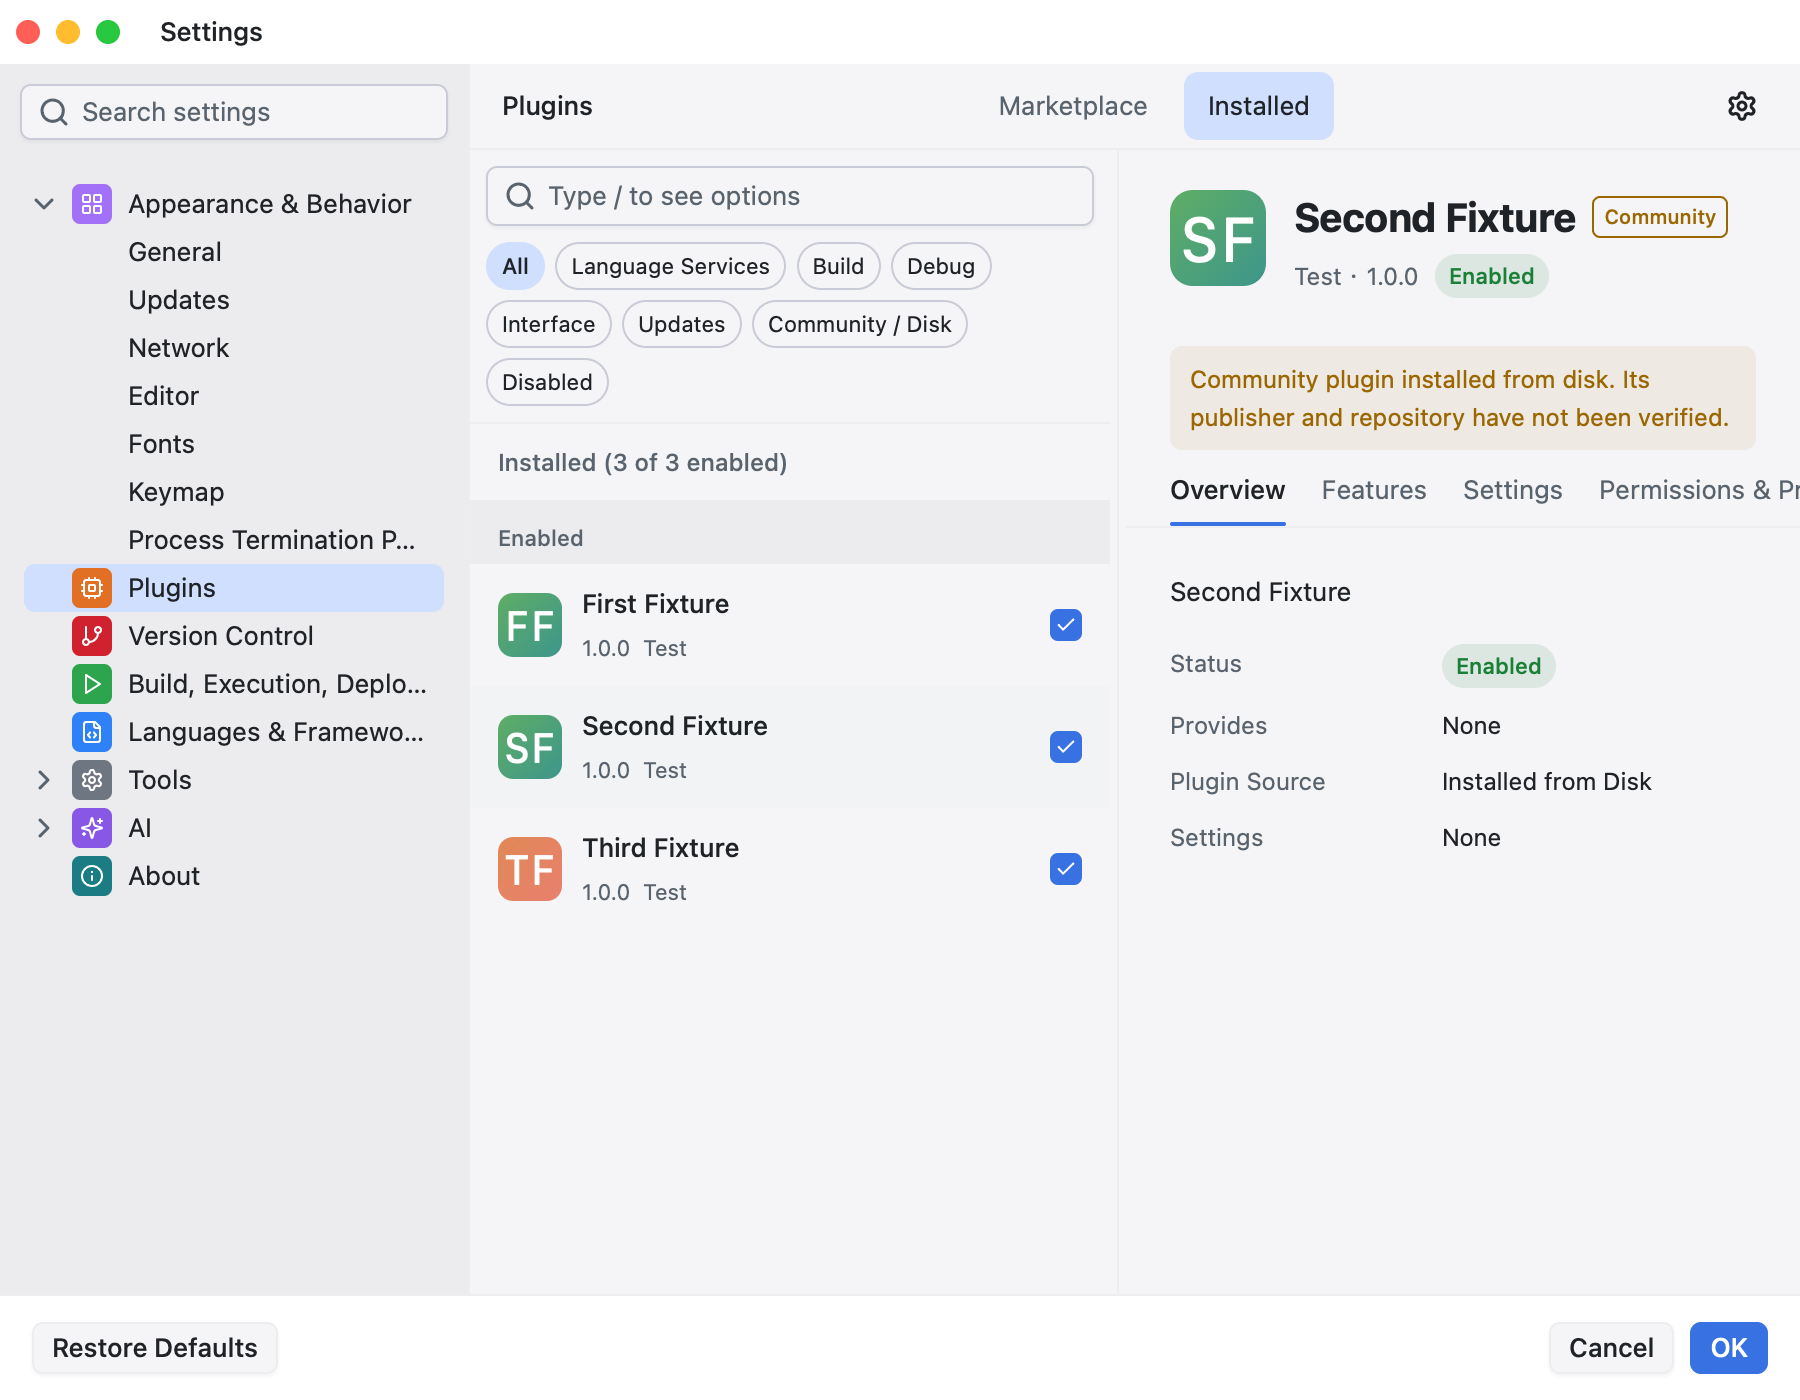 Settings
Search settings
Appearance & Behavior
General
Updates
Network
Editor
Fonts
Keymap
Process Termination P...
Plugins
Version Control
Build, Execution, Deplo...
Languages & Framewo...
Tools
AI
About
Plugins
Marketplace
Installed
Type / to see options
All
Language Services
Build
Debug
Interface
Updates
Community / Disk
Disabled
Installed (3 of 3 enabled)
Enabled
FF
First Fixture
1.0.0 Test
SF
Second Fixture
1.0.0 Test
TF
Third Fixture
1.0.0 Test
SF
Second Fixture
Community
Test · 1.0.0
Enabled
Community plugin installed from disk. Its
publisher and repository have not been verified.
Overview
Features
Settings
Permissions & Pr
Second Fixture
Status
Enabled
Provides
None
Plugin Source
Installed from Disk
Settings
None
Restore Defaults
Cancel
OK